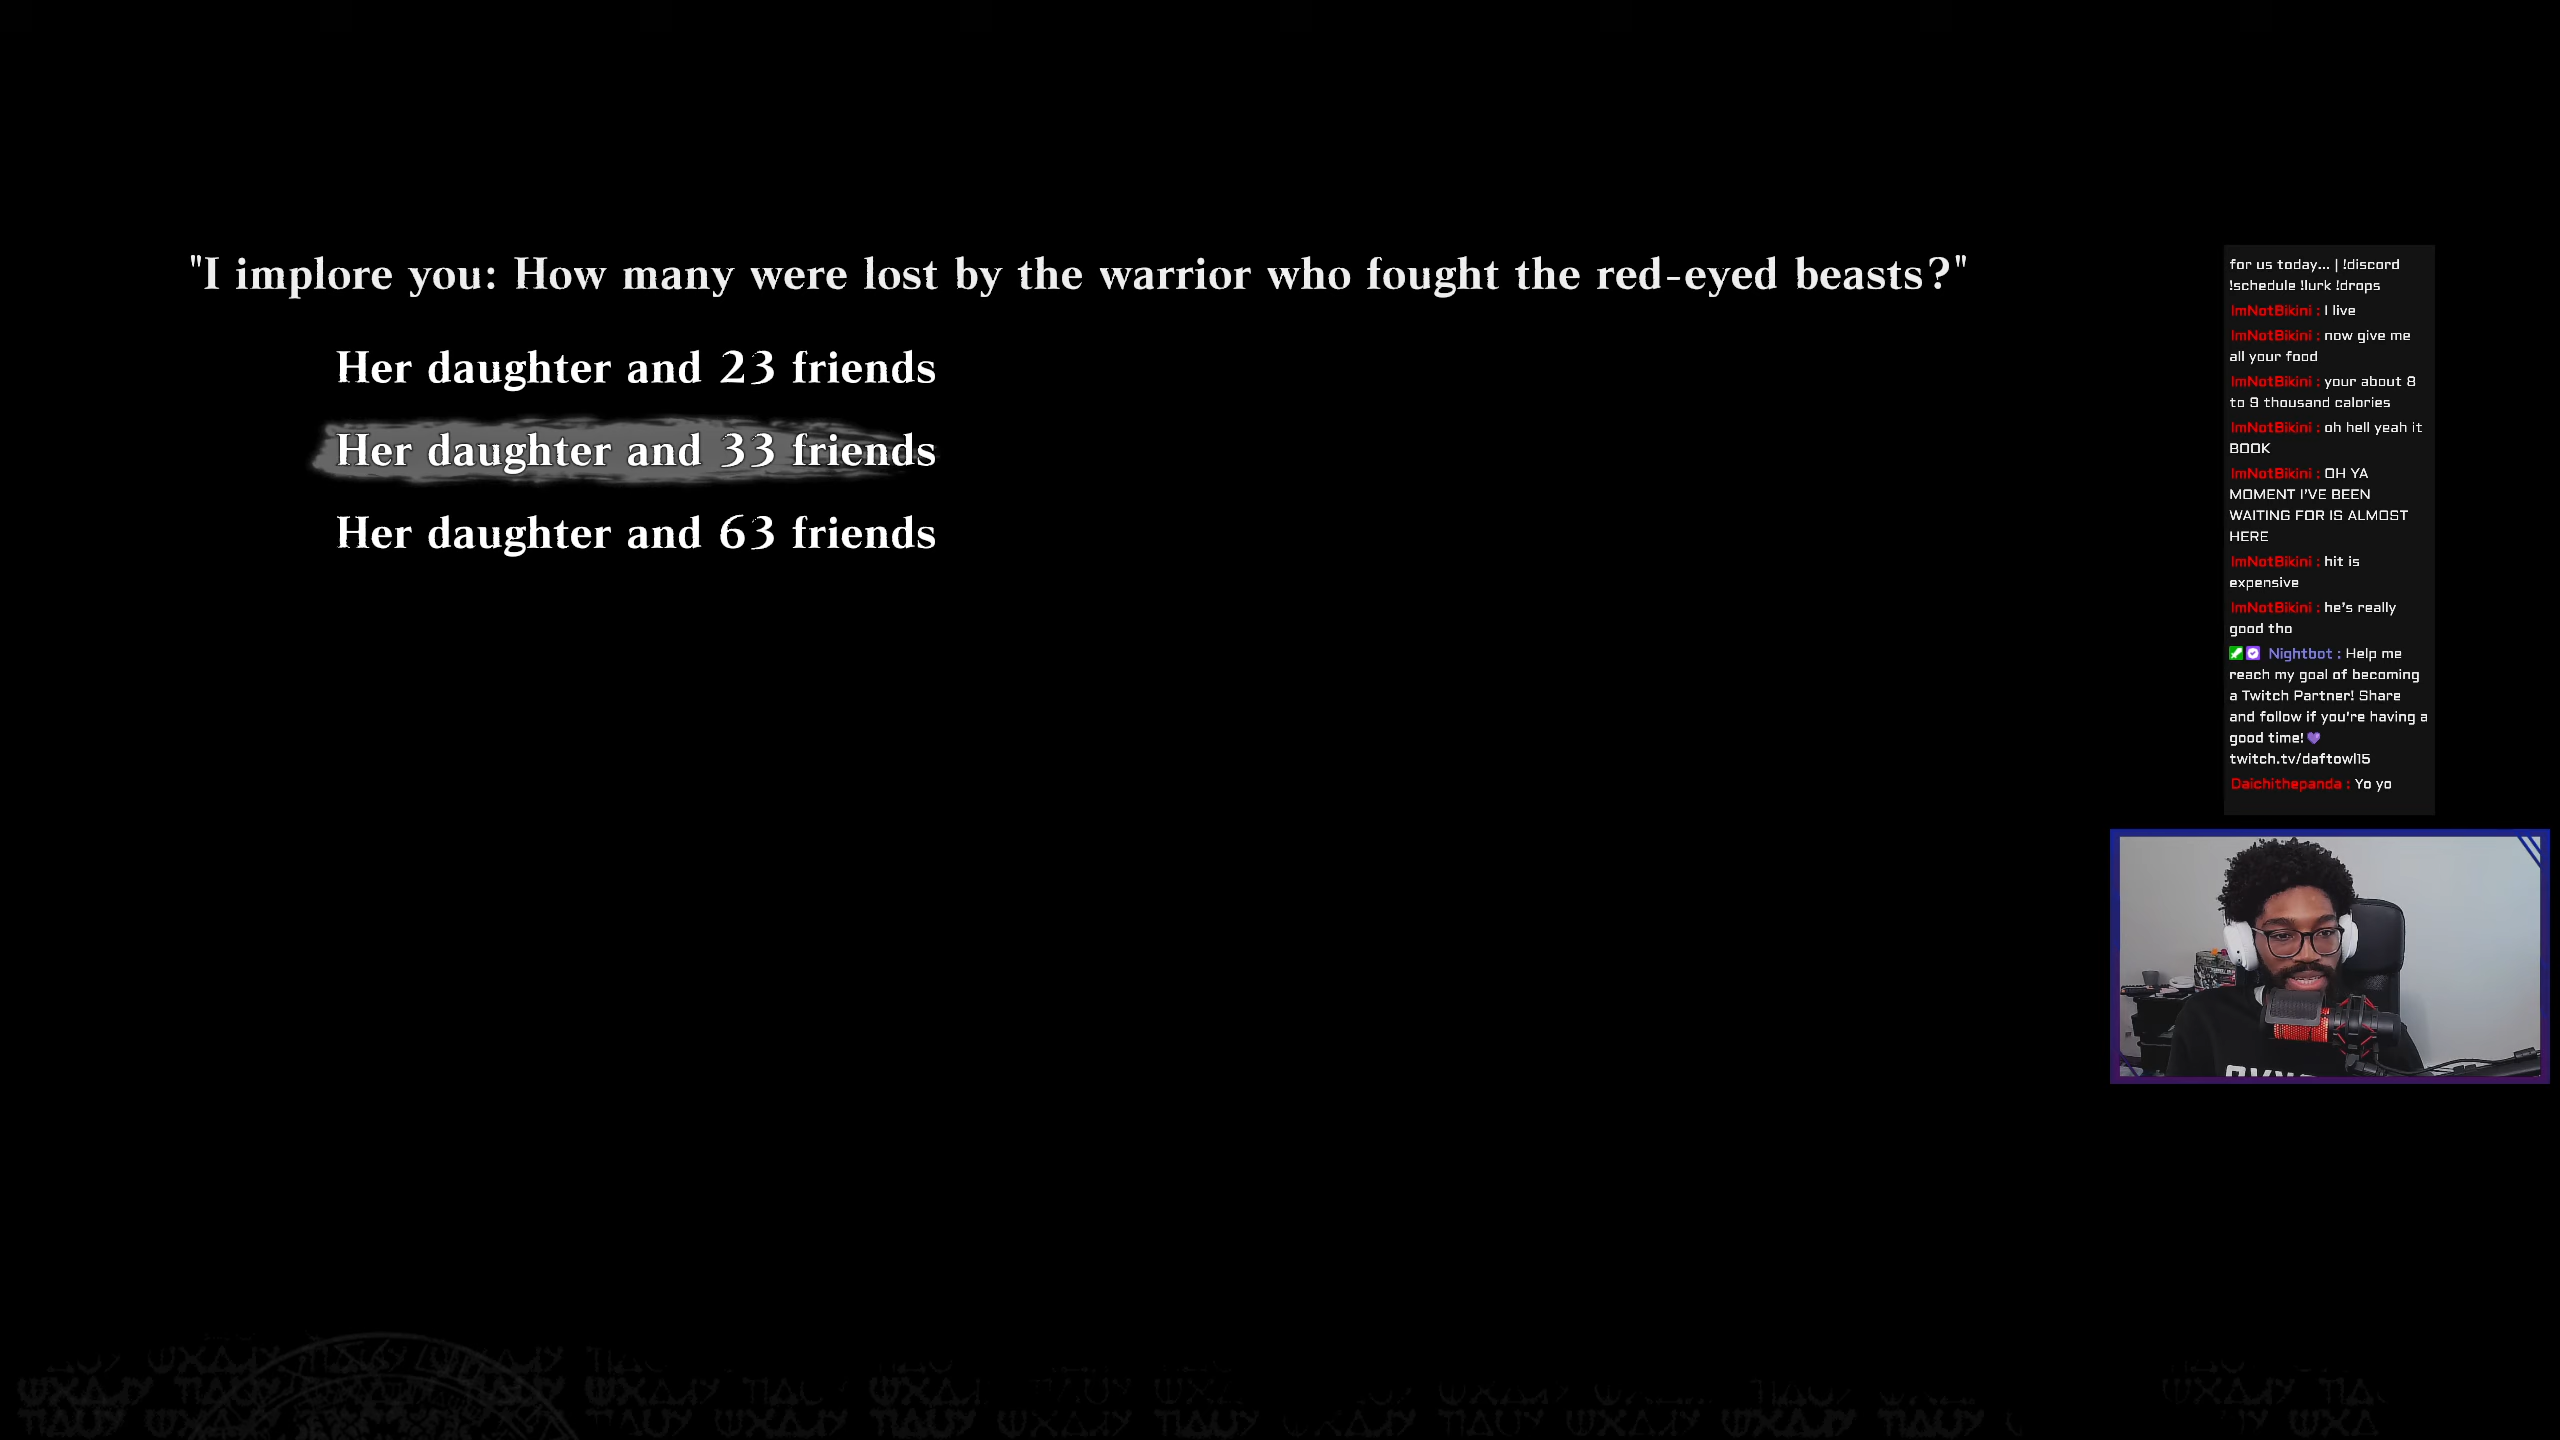 "I implore you: How many were lost by the warrior who fought the red-eyed beasts?"
Her daughter and 23 friends
Her daughter and 33 friends
Her daughter and 63 friends
for us today... | !discord
!schedule !lurk !drops
ImNotBikini : I live
ImNotBikini : now give me
all your food
ImNotBikini : your about 8
to 9 thousand calories
ImNotBikini : oh hell yeah it
BOOK
ImNotBikini : OH YA
MOMENT I'VE BEEN
WAITING FOR IS ALMOST
HERE
ImNotBikini : hit is
expensive
ImNotBikini : he's really
good tho
Nightbot : Help me
reach my goal of becoming
a Twitch Partner! Share
and follow if you're having a
good time!💜
twitch.tv/daftowl15
Daichithepanda : Yo yo